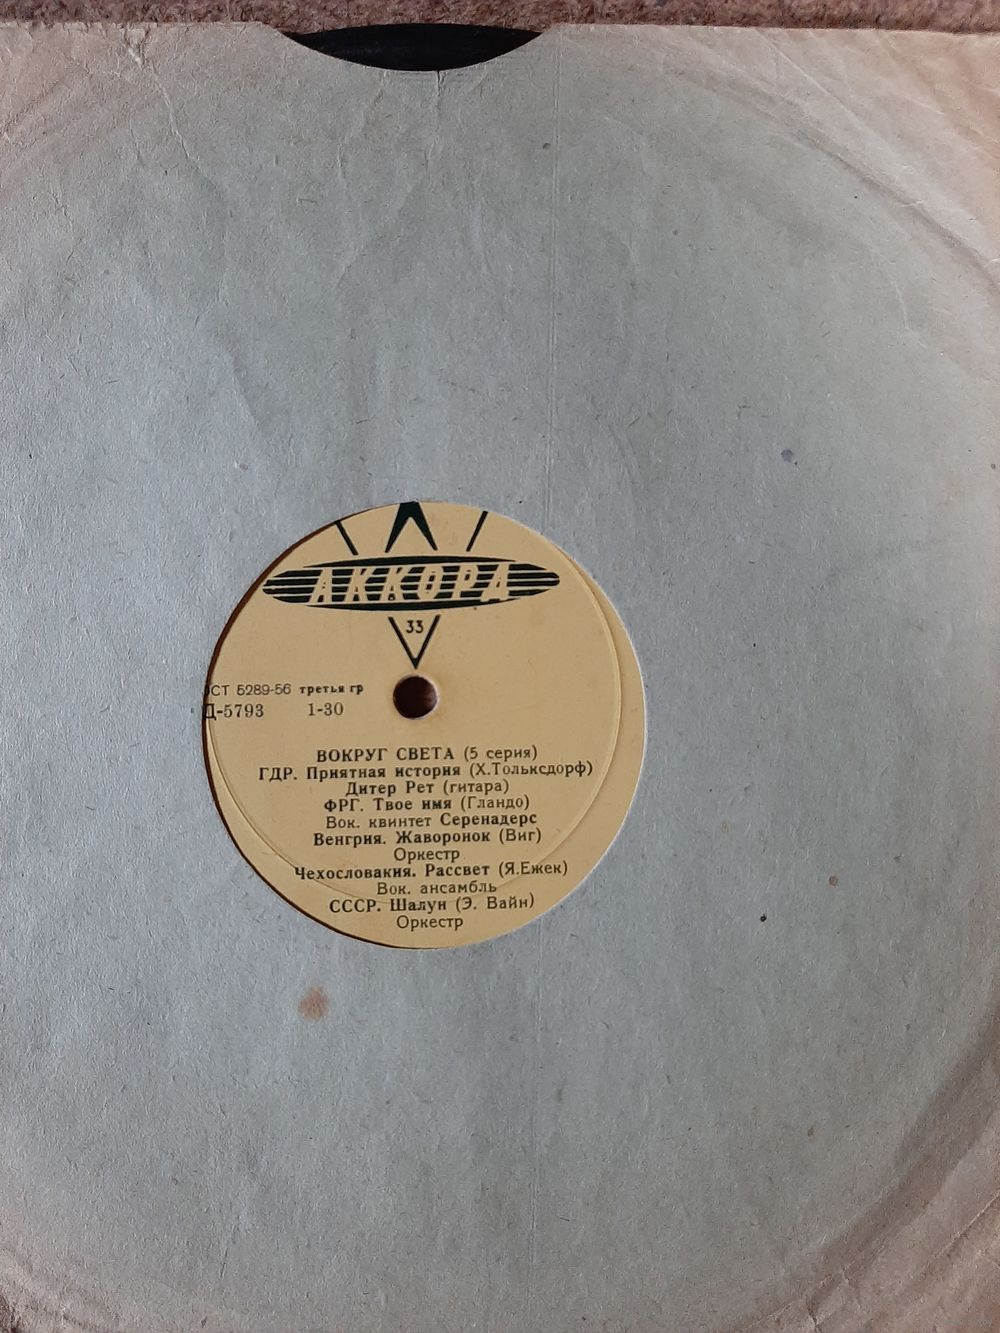 АККОРД
33
ОСТ 5289-56 третья гр
Д-5793 1-30
ВОКРУГ СВЕТА (5 серия)
ГДР. Приятная история (Х.Тольксдорф)
Дитер Рет (гитара)
ФРГ. Твое имя (Гландо)
Вок. квинтет Серенадерс
Венгрия. Жаворонок (Виг)
Оркестр
Чехословакия. Рассвет (Я.Ежек)
Вок. ансамбль
СССР. Шалун (Э. Вайн)
Оркестр